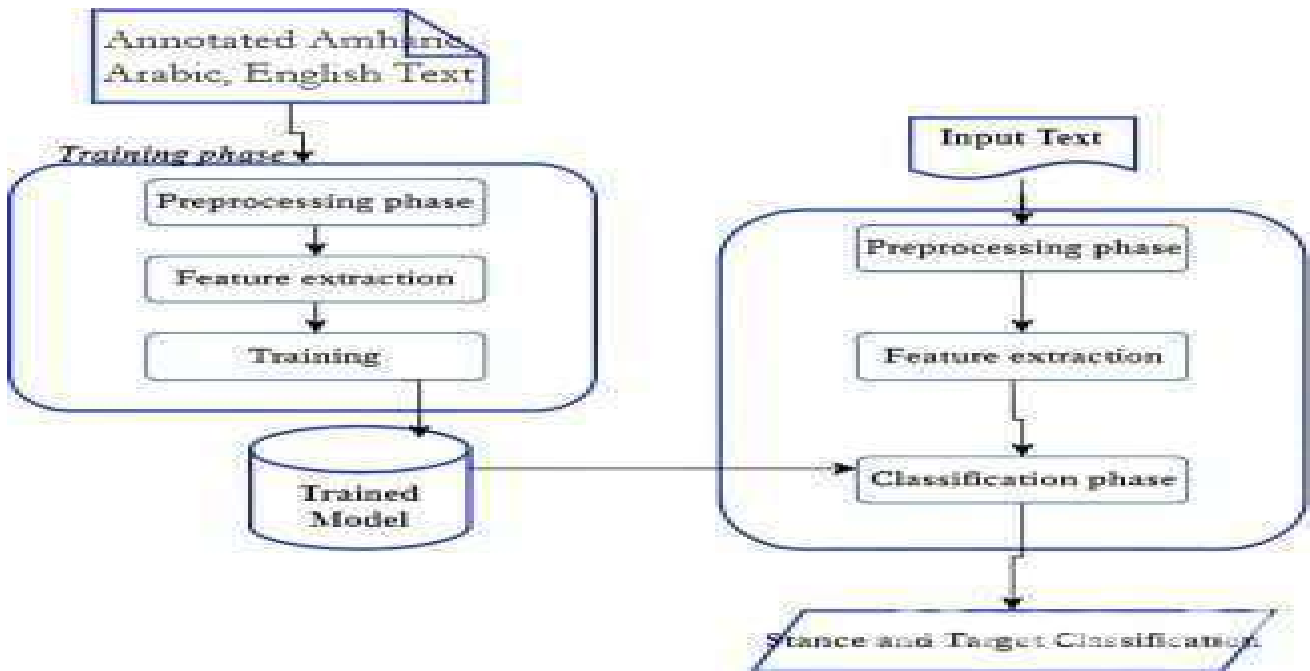 Annotated Amharic
Arabic, English Text
Training phase
Preprocessing phase
Feature extraction
Training
Trained
Model
Input Text
Preprocessing phase
Feature extraction
Classification phase
Stance and Target Classification